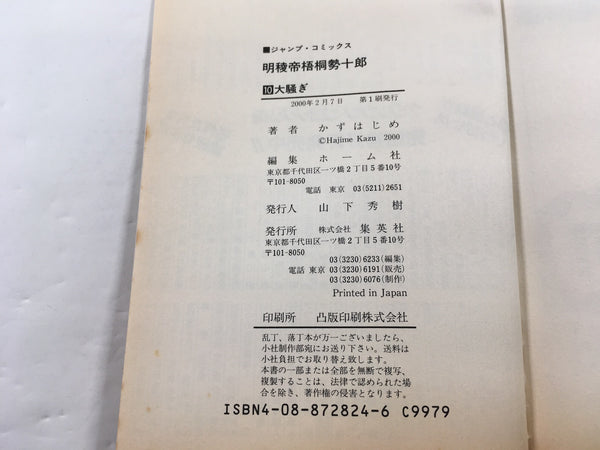 ■ジャンプ・コミックス
明稜帝梧桐勢十郎
10大騒ぎ
2000年2月7日 第1刷発行
著者 かずはじめ
©Hajime Kazu 2000
編集 ホーム社
東京都千代田区一ツ橋2丁目5番10号
〒101-8050
電話 東京 03(5211)2651
発行人 山下秀樹
発行所 株式会社 集英社
東京都千代田区一ツ橋2丁目5番10号
〒101-8050
03(3230)6233(編集)
電話 東京 03(3230)6191(販売)
03(3230)6076(制作)
Printed in Japan
印刷所 凸版印刷株式会社
乱丁、落丁本が万一ございましたら、
小社制作部宛にお送り下さい。送料は
小社負担でお取り替え致します。
本書の一部または全部を無断で複写、
複製することは、法律で認められた場
合を除き、著作権の侵害となります。
ISBN4-08-872824-6 C9979